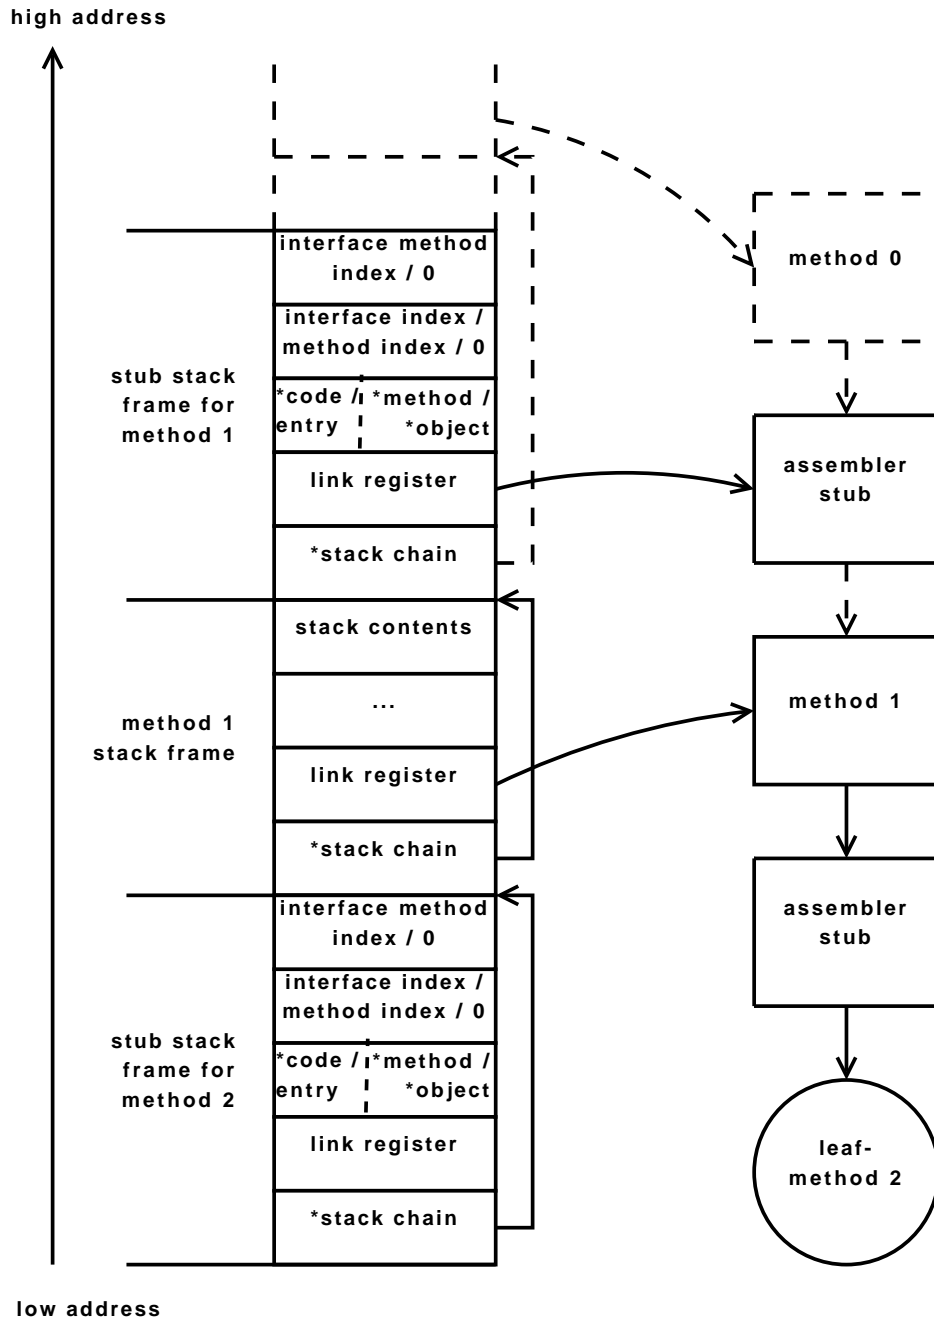 high address
method 0
interface method
index / 0
interface index /
method index / 0
stub stack
frame for
method 1
*code /
entry
*method /
*object
link register
assembler
stub
*stack chain
stack contents
...
method 1
stack frame
method 1
link register
*stack chain
interface method
index / 0
assembler
stub
interface index /
method index / 0
stub stack
frame for
method 2
*code /
entry
*method /
*object
link register
leaf-
method 2
*stack chain
low address